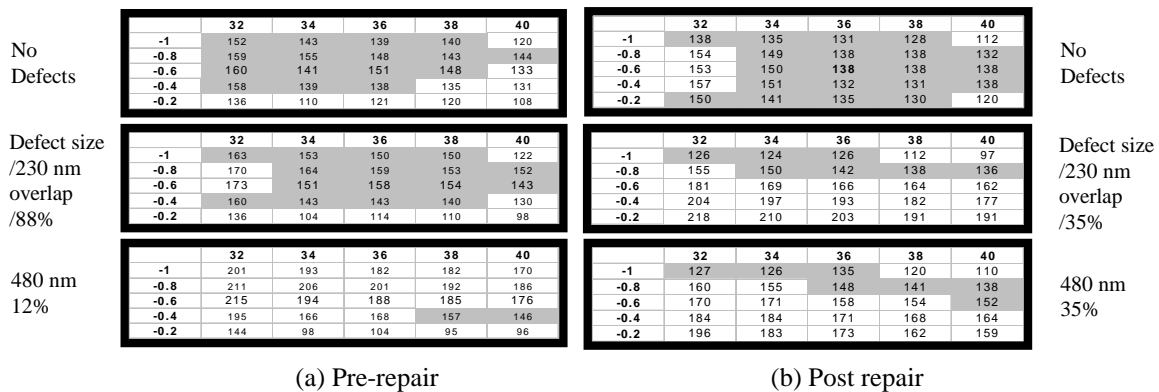 No
Defects
32 34 36 38 40
-1 152 143 139 140 120
-0.8 159 155 148 143 144
-0.6 160 141 151 148 133
-0.4 158 139 138 135 131
-0.2 136 110 121 120 108
32 34 36 38 40
-1 138 135 131 128 112
-0.8 154 149 138 138 132
-0.6 153 150 138 138 138
-0.4 157 151 132 131 138
-0.2 150 141 135 130 120
No
Defects
Defect size
/230 nm
overlap
/88%
32 34 36 38 40
-1 163 153 150 150 122
-0.8 170 164 159 153 152
-0.6 173 151 158 154 143
-0.4 160 143 143 140 130
-0.2 136 104 114 110 98
32 34 36 38 40
-1 126 124 126 112 97
-0.8 155 150 142 138 136
-0.6 181 169 166 164 162
-0.4 204 197 193 182 177
-0.2 218 210 203 191 191
Defect size
/230 nm
overlap
/35%
480 nm
12%
32 34 36 38 40
-1 201 193 182 182 170
-0.8 211 206 201 192 186
-0.6 215 194 188 185 176
-0.4 195 166 168 157 146
-0.2 144 98 104 95 96
32 34 36 38 40
-1 127 126 135 120 110
-0.8 160 155 148 141 138
-0.6 170 171 158 154 152
-0.4 184 184 171 168 164
-0.2 196 183 173 162 159
480 nm
35%
(a) Pre-repair
(b) Post repair